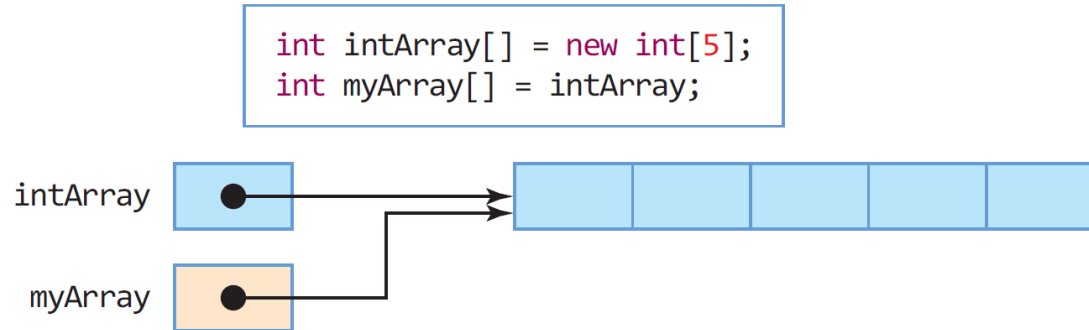 int intArray[] = new int[5];
int myArray[] = intArray;
intArray
myArray